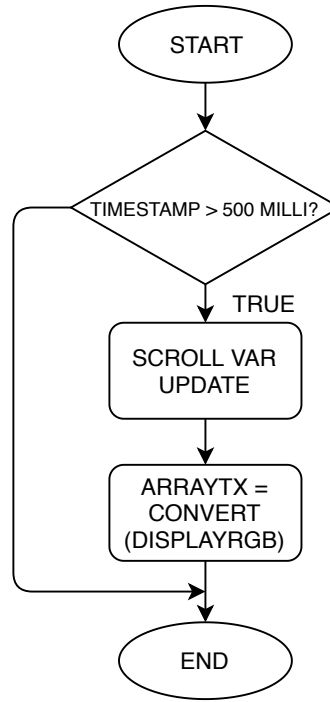 START
TIMESTAMP > 500 MILLI?
TRUE
SCROLL VAR
UPDATE
ARRAYTX =
CONVERT
(DISPLAYRGB)
END